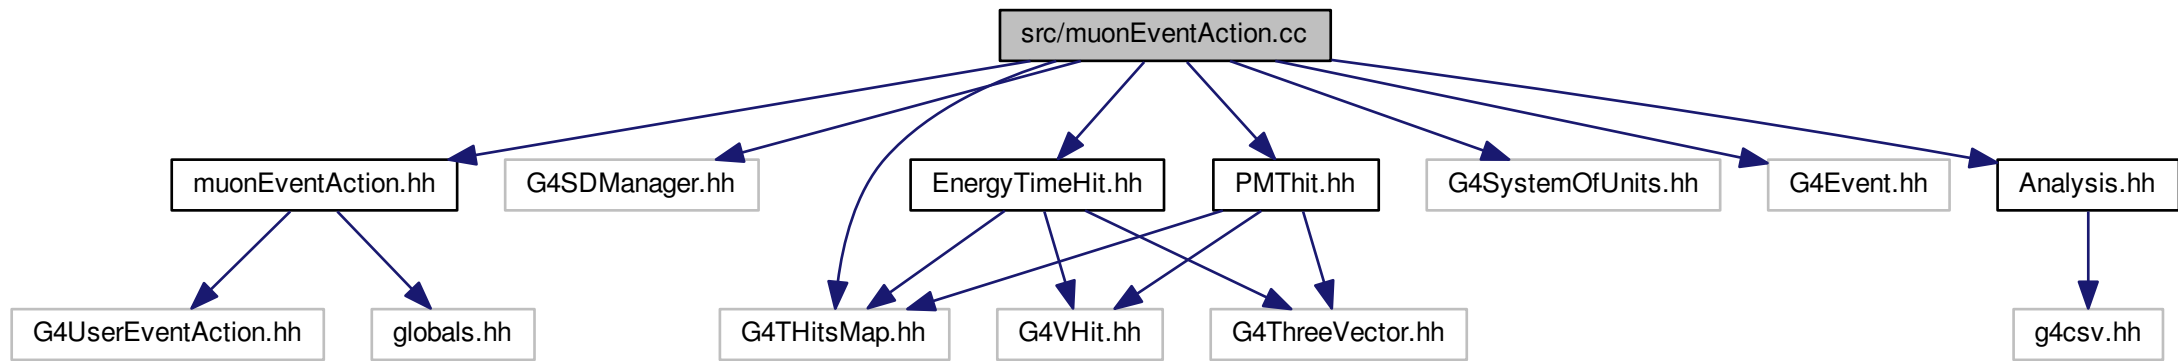 src/muonEventAction.cc
muonEventAction.hh
G4SDManager.hh
EnergyTimeHit.hh
PMThit.hh
G4SystemOfUnits.hh
G4Event.hh
Analysis.hh
G4UserEventAction.hh
globals.hh
G4THitsMap.hh
G4VHit.hh
G4ThreeVector.hh
g4csv.hh